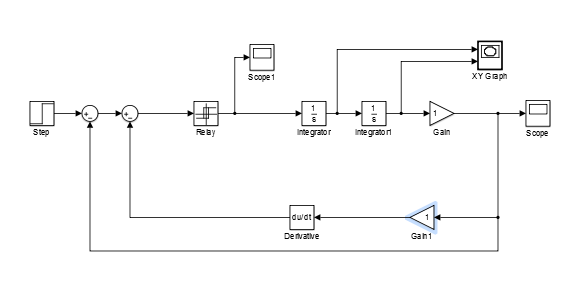 Scope1
XY Graph
1
s
1
s
1
Step
Relay
Integrator
Integrator1
Gain
Scope
du/dt
1
Derivative
Gain1